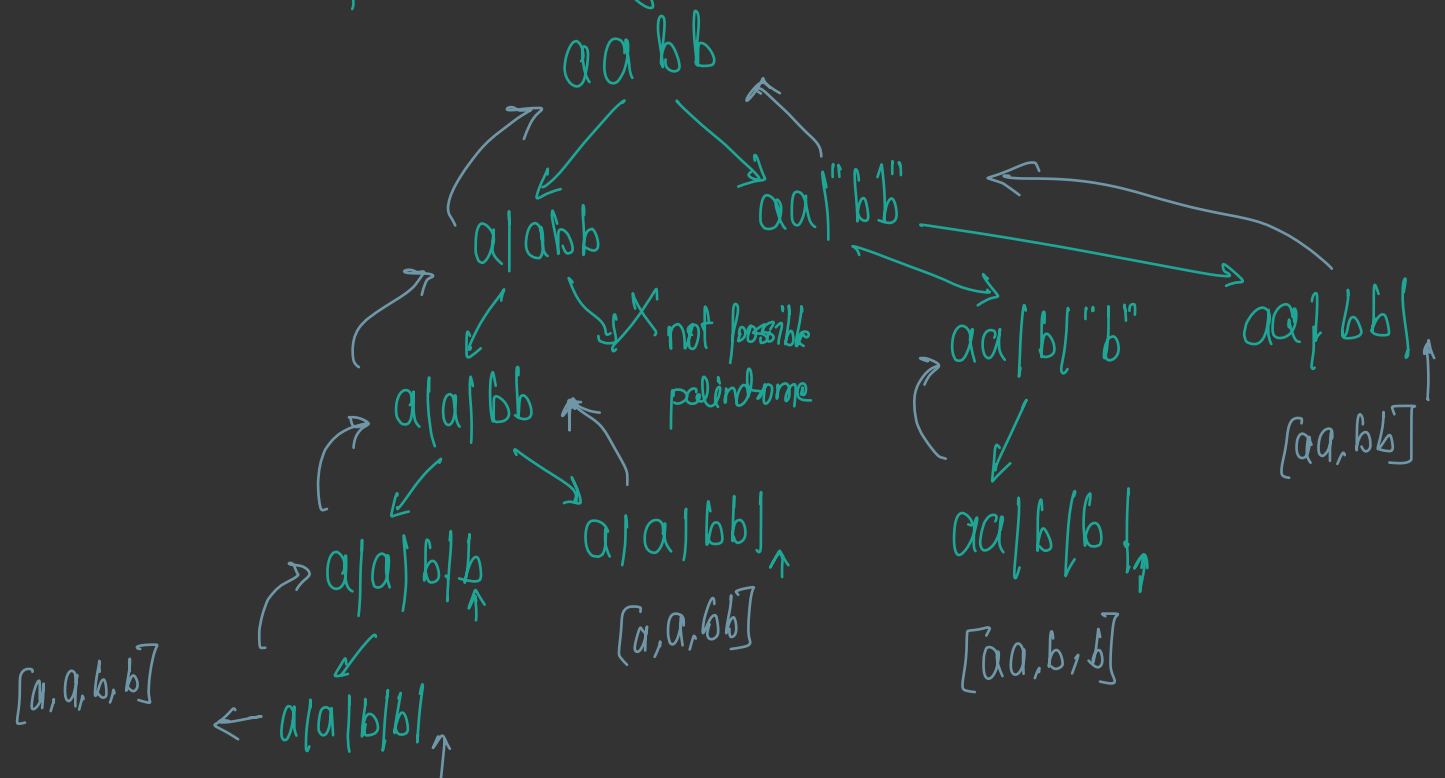 aabb
a|abb
aa|"bb"
not possible
palindrome
aa|b|"b"
aa|bb|
a|a|bb
[aa,bb]
a|a|b|b
a|a|bb|
aa|b|b|
[a,a,b,b]
[a,a,bb]
[aa,b,b]
a|a|b|b|